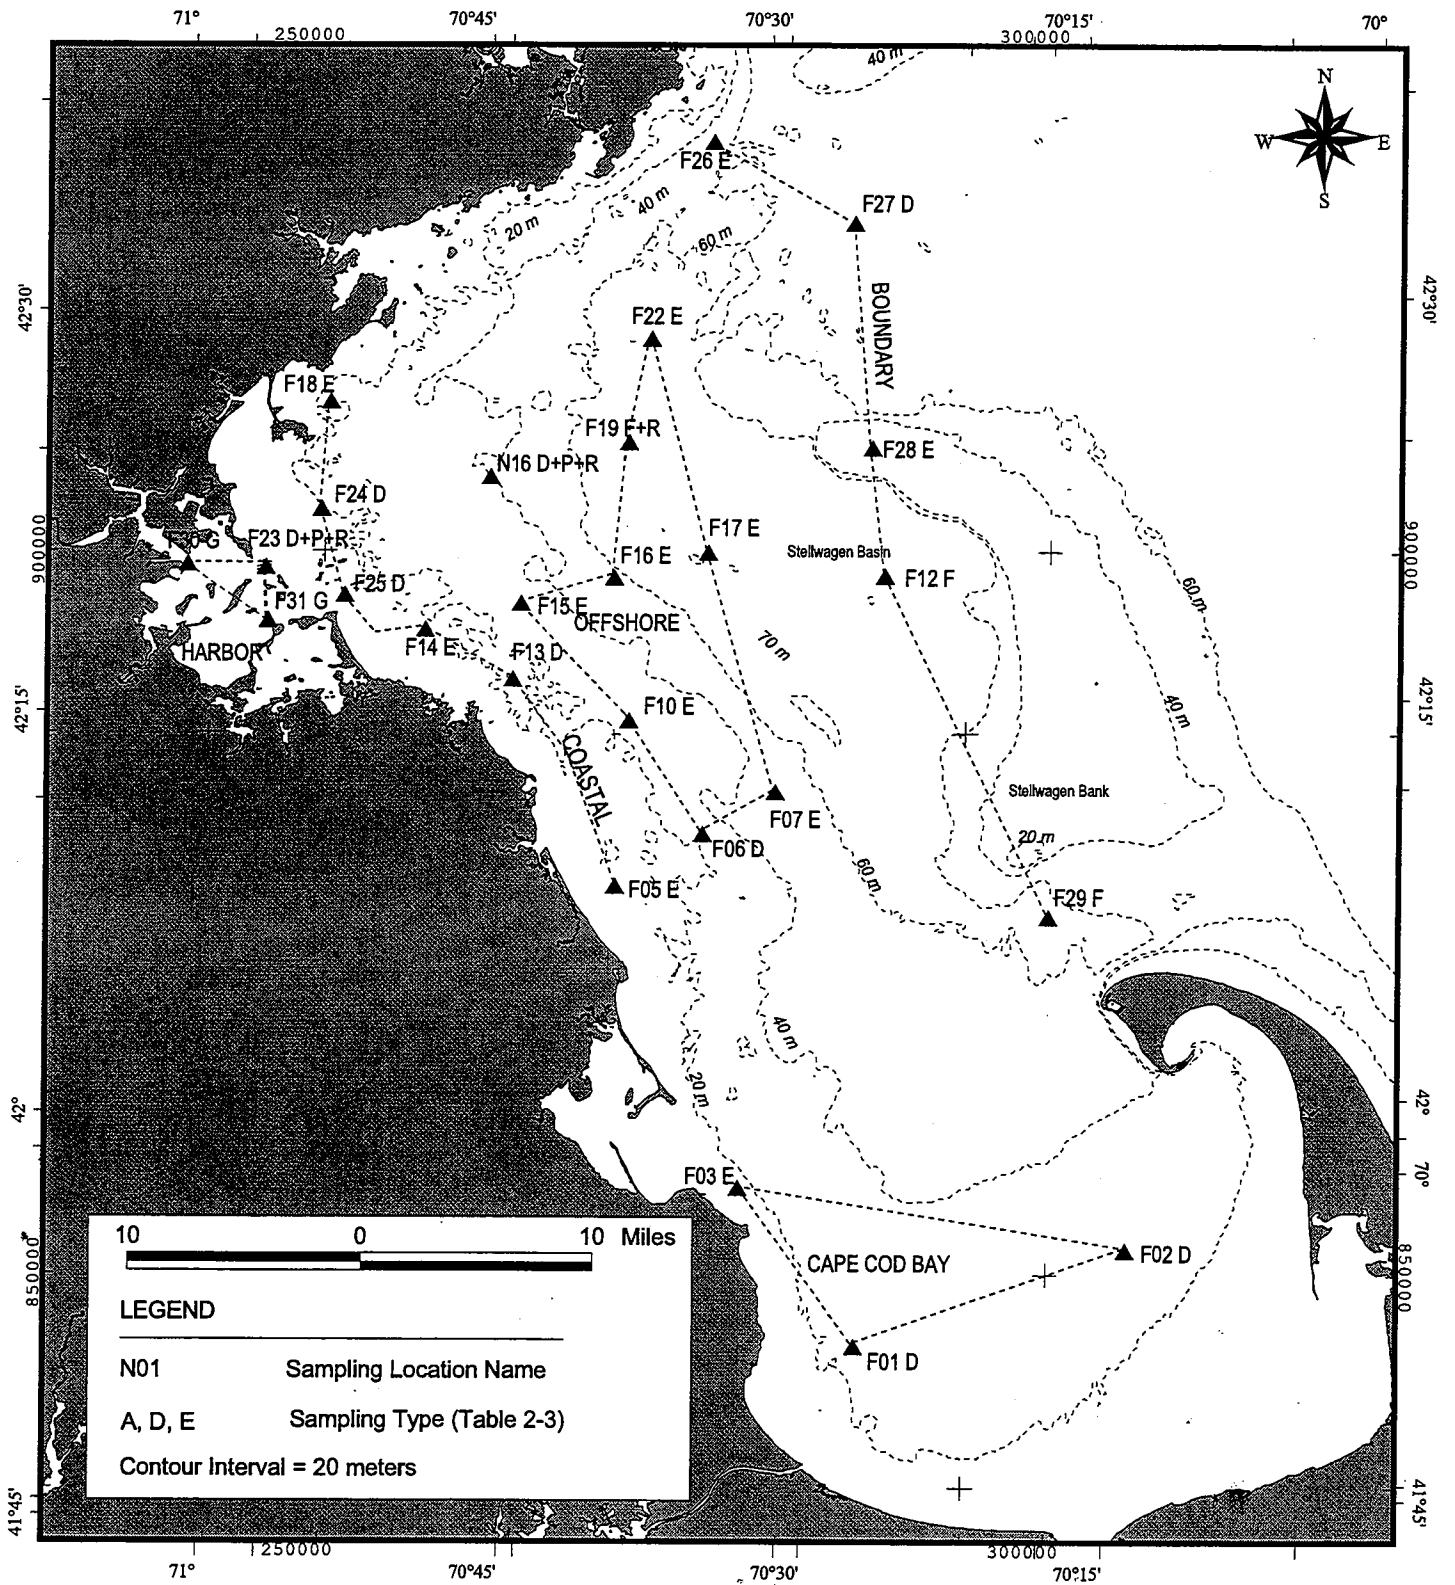 71° 70°45' 70°30' 70°15' 70°
250000 300000
40 m
N
W E
S
F26 E
40 m
F27 D
20 m
60 m
42°30' 42°30'
BOUNDARY
F22 E
F18 E
F19 F+R
F28 E
N16 D+P+R
F24 D
900000 900000
F23 D+P+R
F17 E
Stellwagen Basin
F16 E
F12 F
F25 D
60 m
F31 G
F15 E
OFFSHORE
HARBOR
F14 E
F13 D
70 m
42°15' 42°15'
40 m
F10 E
COASTAL
Stellwagen Bank
F07 E
20 m
F06 D
60 m
F05 E
F29 F
40 m
20 m
42° 42°
F03 E
70°
10 0 10 Miles
CAPE COD BAY
F02 D
850000 850000
LEGEND
F01 D
N01 Sampling Location Name
A, D, E Sampling Type (Table 2-3)
Contour Interval = 20 meters
41°45' 41°45'
250000 300000
71° 70°45' 70°30' 70°15'